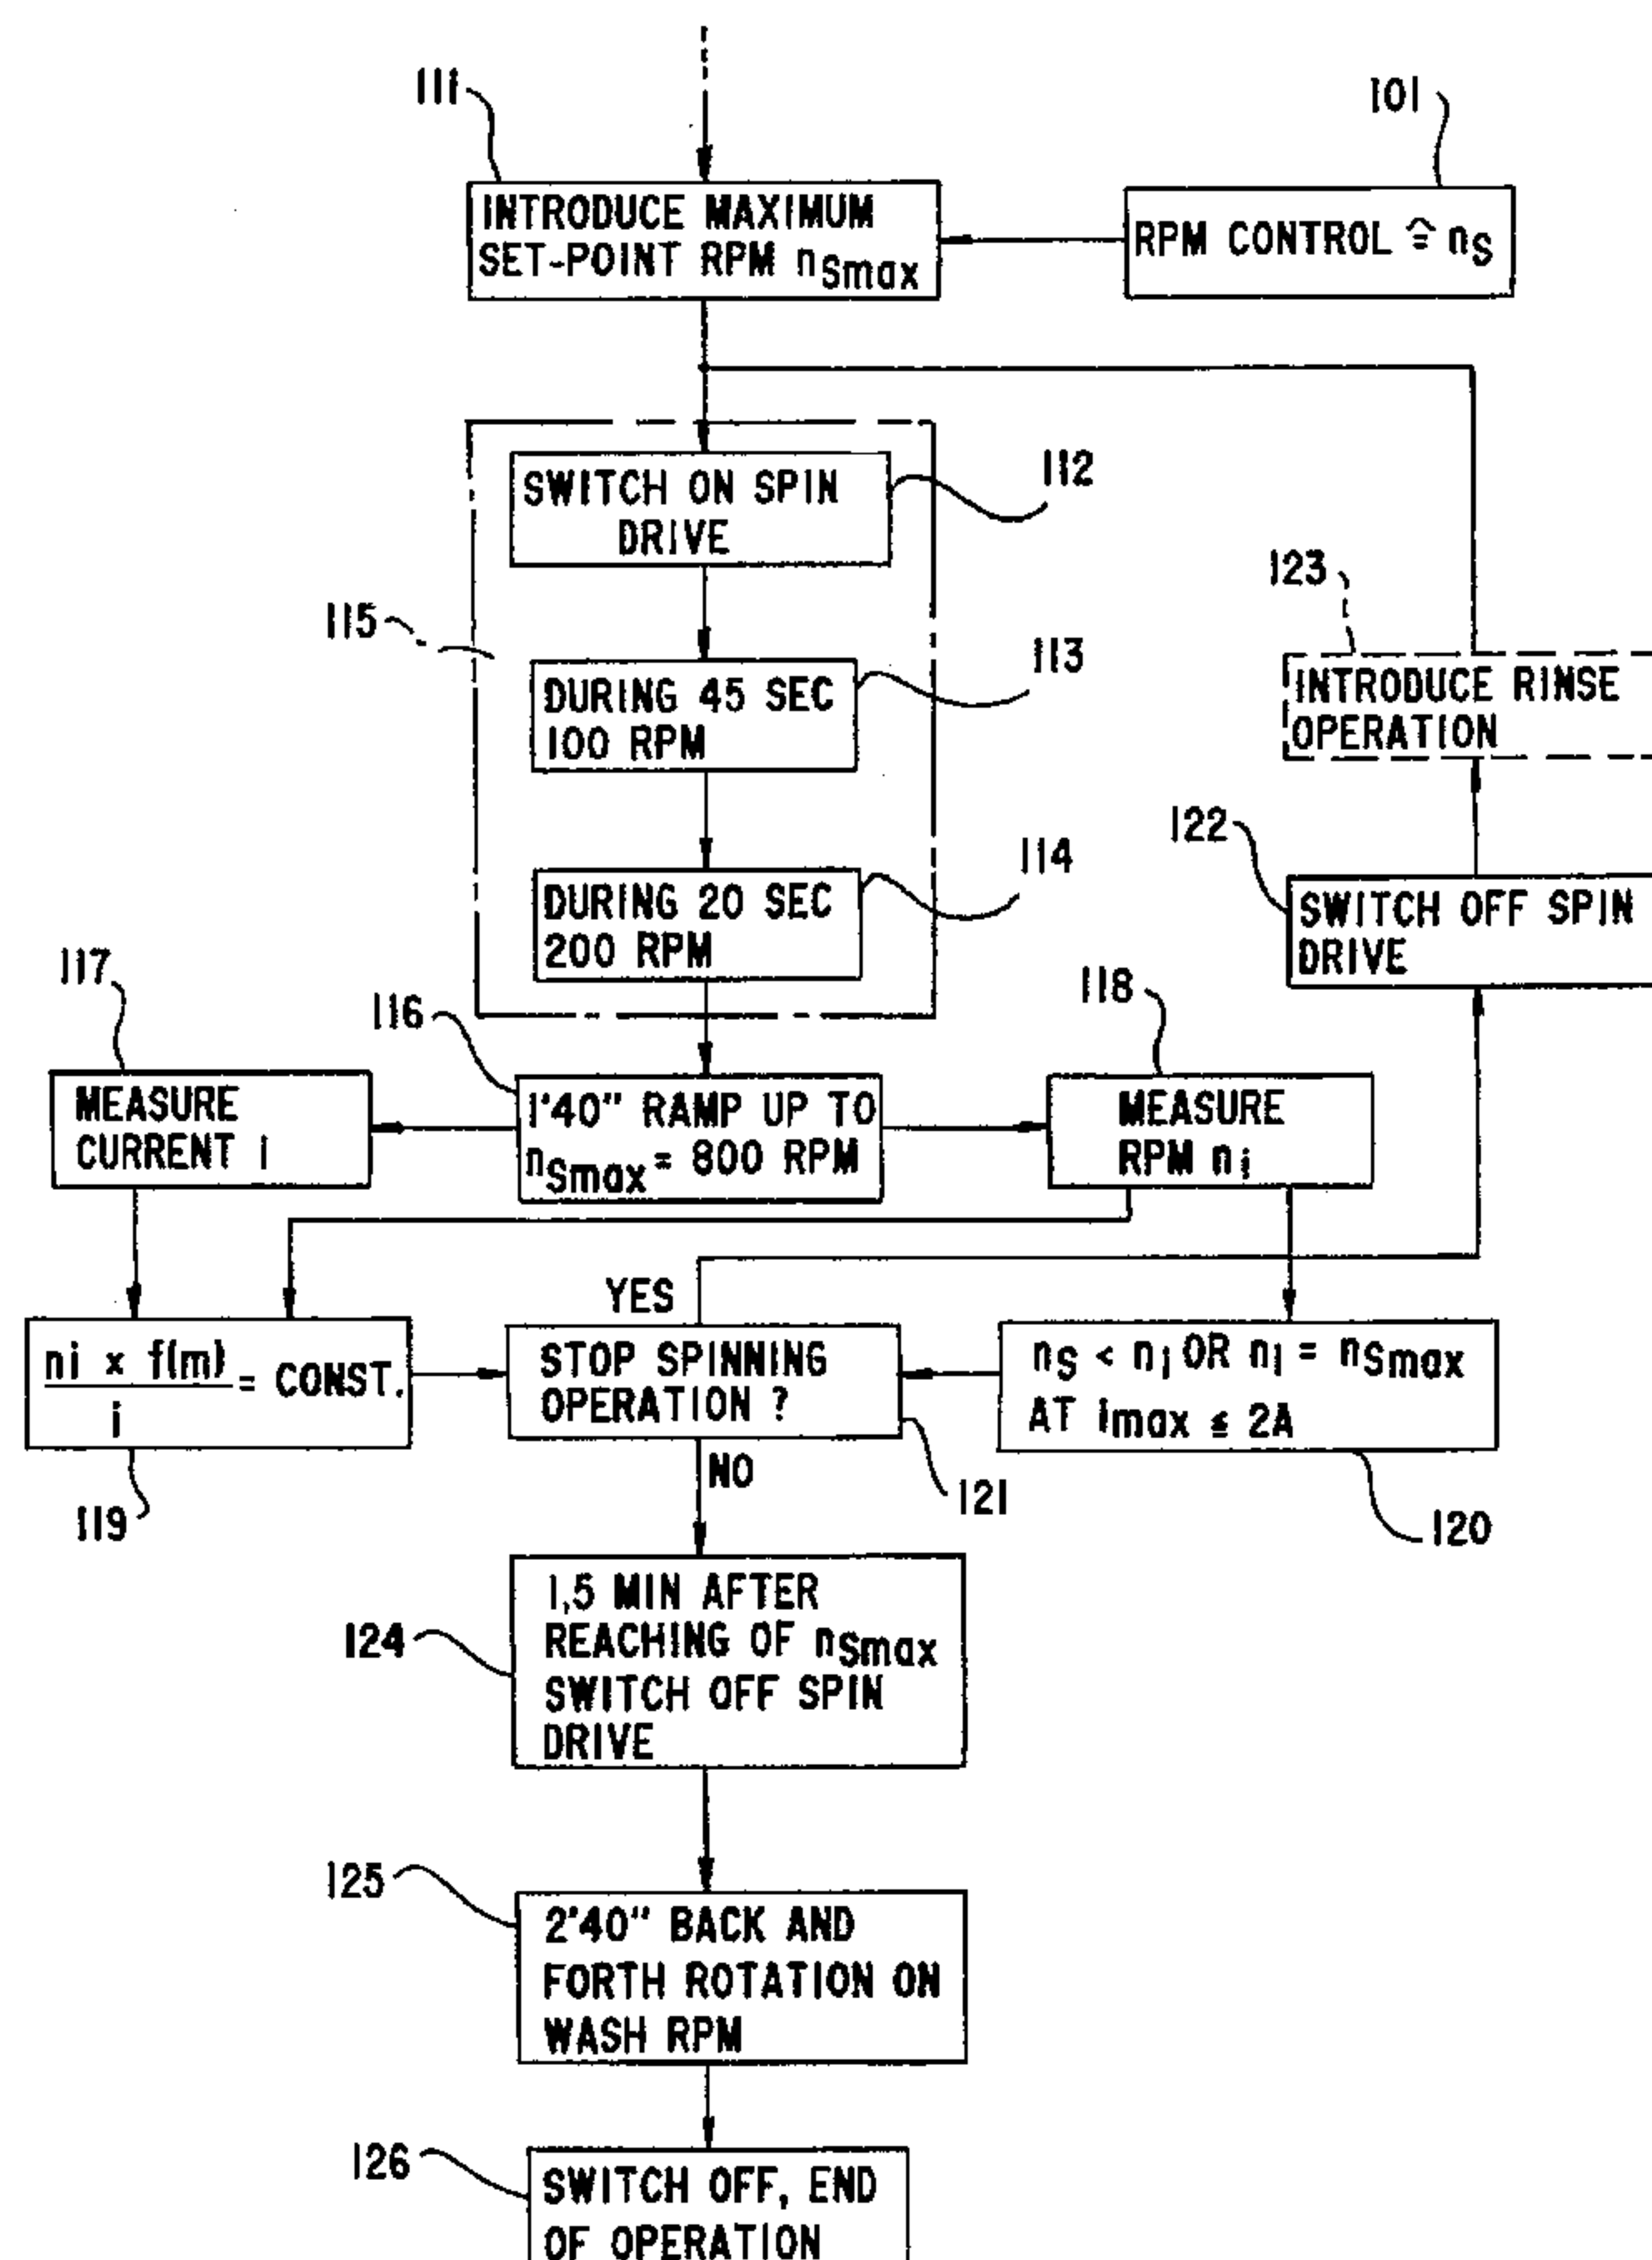 111
101
INTRODUCE MAXIMUM
SET-POINT RPM nSmax
RPM CONTROL ≙ nS
112
SWITCH ON SPIN
DRIVE
123
115
113
DURING 45 SEC
100 RPM
INTRODUCE RINSE
OPERATION
122
114
DURING 20 SEC
200 RPM
SWITCH OFF SPIN
DRIVE
117
116
118
MEASURE
CURRENT i
1'40" RAMP UP TO
nSmax = 800 RPM
MEASURE
RPM ni
YES
ni x f(m)
i
= CONST.
STOP SPINNING
OPERATION ?
nS < ni OR ni = nSmax
AT imax ≤ 2A
NO
121
119
120
1,5 MIN AFTER
REACHING OF nSmax
SWITCH OFF SPIN
DRIVE
124
125
2'40" BACK AND
FORTH ROTATION ON
WASH RPM
126
SWITCH OFF, END
OF OPERATION